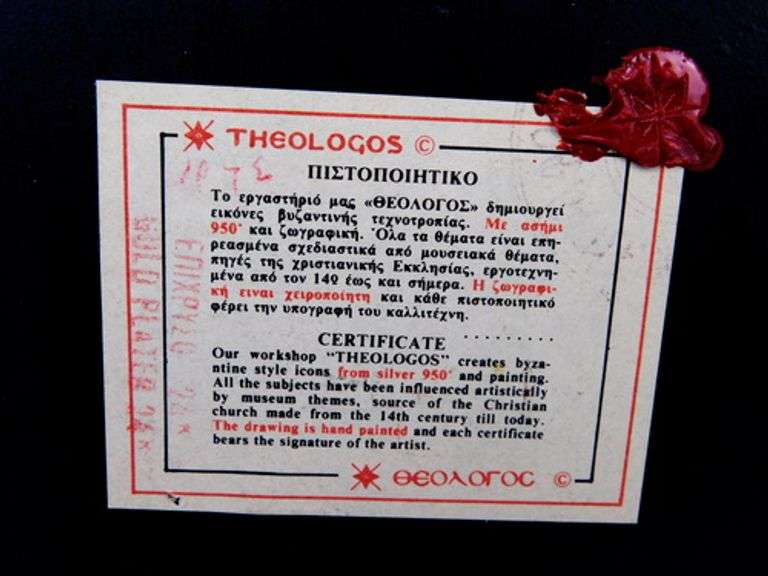 THEOLOGOS ©
ΠΙΣΤΟΠΟΙΗΤΙΚΟ
Το εργαστήριό μας «ΘΕΟΛΟΓΟΣ» δημιουργεί
εικόνες βυζαντινής τεχνοτροπίας. Με ασήμι
950° και ζωγραφική. Όλα τα θέματα είναι επη-
ρεασμένα σχεδιαστικά από μουσειακά θέματα,
πηγές της χριστιανικής Εκκλησίας, εργοτεχνη-
μένα από τον 14ο έως και σήμερα. Η ζωγραφι-
κή ειναι χειροποίητη και κάθε πιστοποιητικό
φέρει την υπογραφή του καλλιτέχνη.
..........
CERTIFICATE
Our workshop "THEOLOGOS" creates byza-
ntine style icons from silver 950° and painting.
All the subjects have been influenced artistically
by museum themes, source of the Christian
church made from the 14th century till today.
The drawing is hand painted and each certificate
bears the signature of the artist.
ΘΕΟΛΟΓΟC ©
ΕΠΙΧΡΥΣΟ 24K
GOLD PLATED 24K